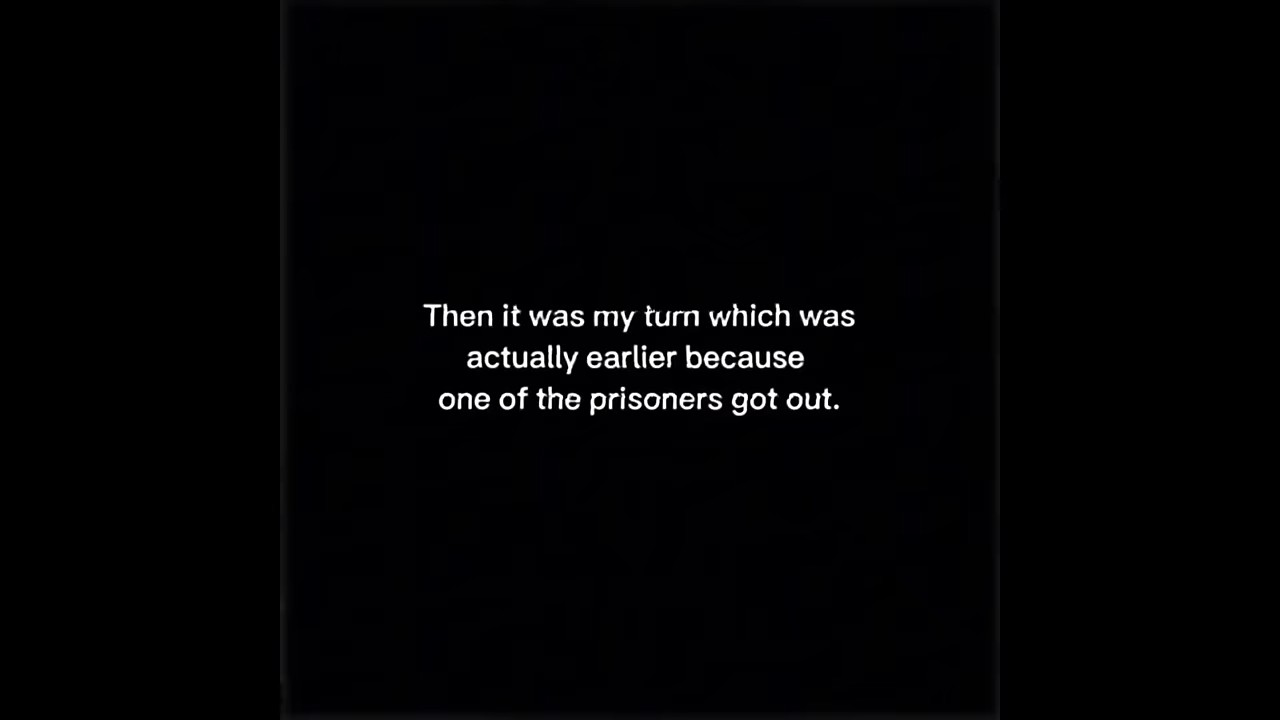 Then it was my turn which was
actually earlier because
one of the prisoners got out.